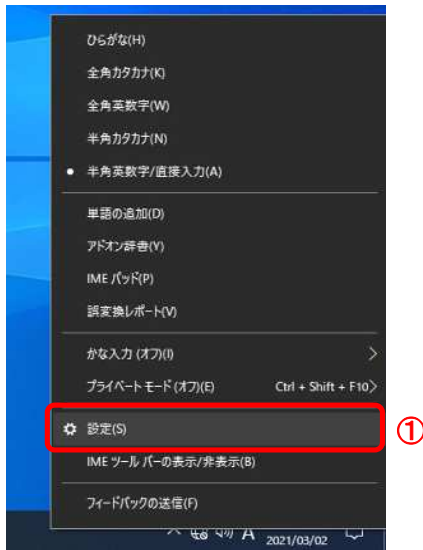 ひらがな(H)
全角カタカナ(K)
全角英数字(W)
半角カタカナ(N)
● 半角英数字/直接入力(A)
単語の追加(D)
アドオン辞書(Y)
IME パッド(P)
誤変換レポート(V)
かな入力 (オフ)(I)
プライベート モード (オフ)(E) Ctrl + Shift + F10
設定(S) ①
IME ツール バーの表示/非表示(B)
フィードバックの送信(F)
A
2021/03/02